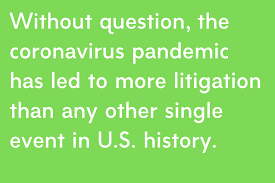 Without question, the
coronavirus pandemic
has led to more litigation
than any other single
event in U.S. history.